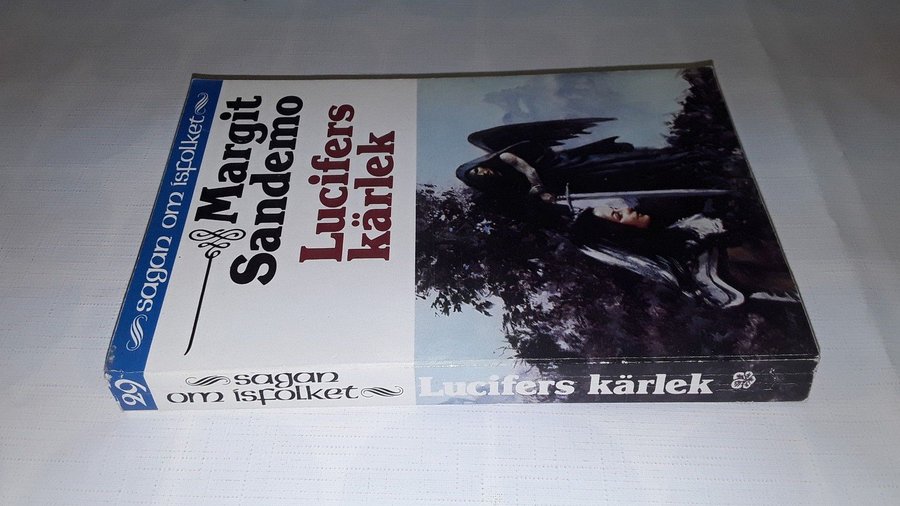 sagan om isfolket
Margit
Sandemo
Lucifers
kärlek
29
sagan
om isfolket
Lucifers kärlek